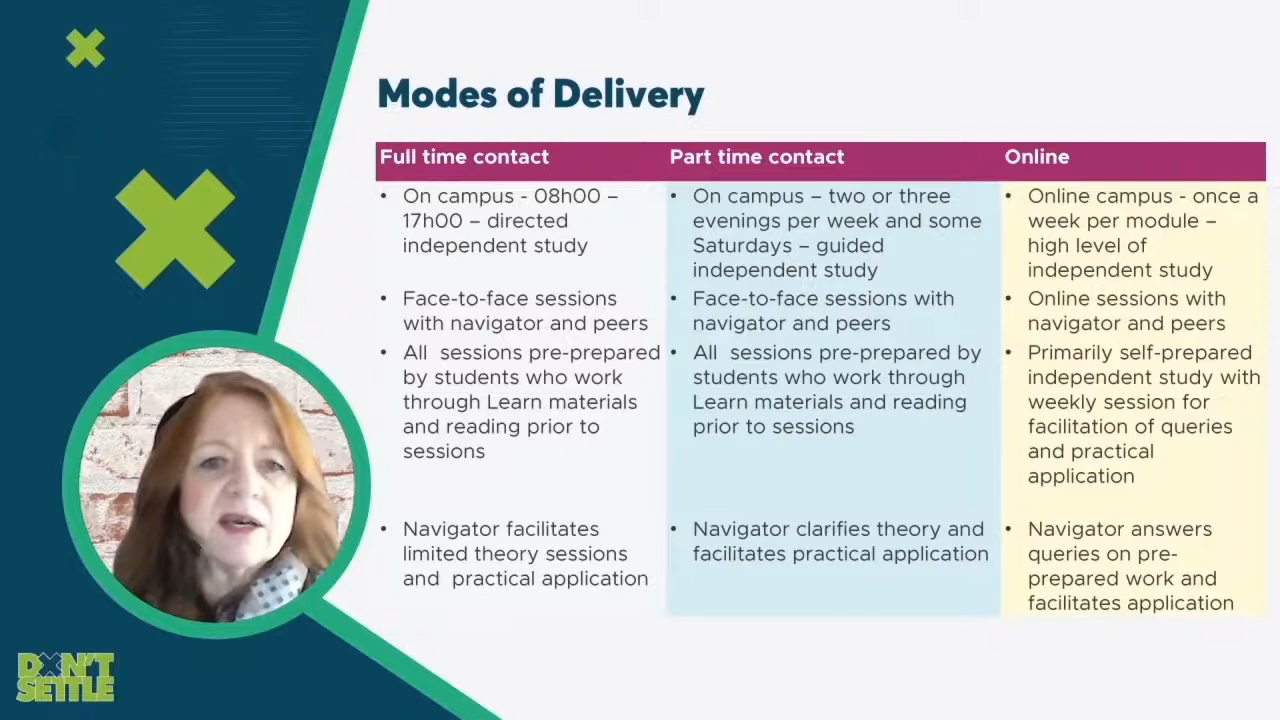 Modes of Delivery
Full time contact
Part time contact
Online
• On campus - 08h00 –
17h00 – directed
independent study
• On campus – two or three
evenings per week and some
Saturdays – guided
independent study
• Online campus - once a
week per module –
high level of
independent study
• Face-to-face sessions
with navigator and peers
• Face-to-face sessions with
navigator and peers
• Online sessions with
navigator and peers
• All sessions pre-prepared
by students who work
through Learn materials
and reading prior to
sessions
• All sessions pre-prepared by
students who work through
Learn materials and reading
prior to sessions
• Primarily self-prepared
independent study with
weekly session for
facilitation of queries
and practical
application
• Navigator facilitates
limited theory sessions
and practical application
• Navigator clarifies theory and
facilitates practical application
• Navigator answers
queries on pre-
prepared work and
facilitates application
DON'T
SETTLE